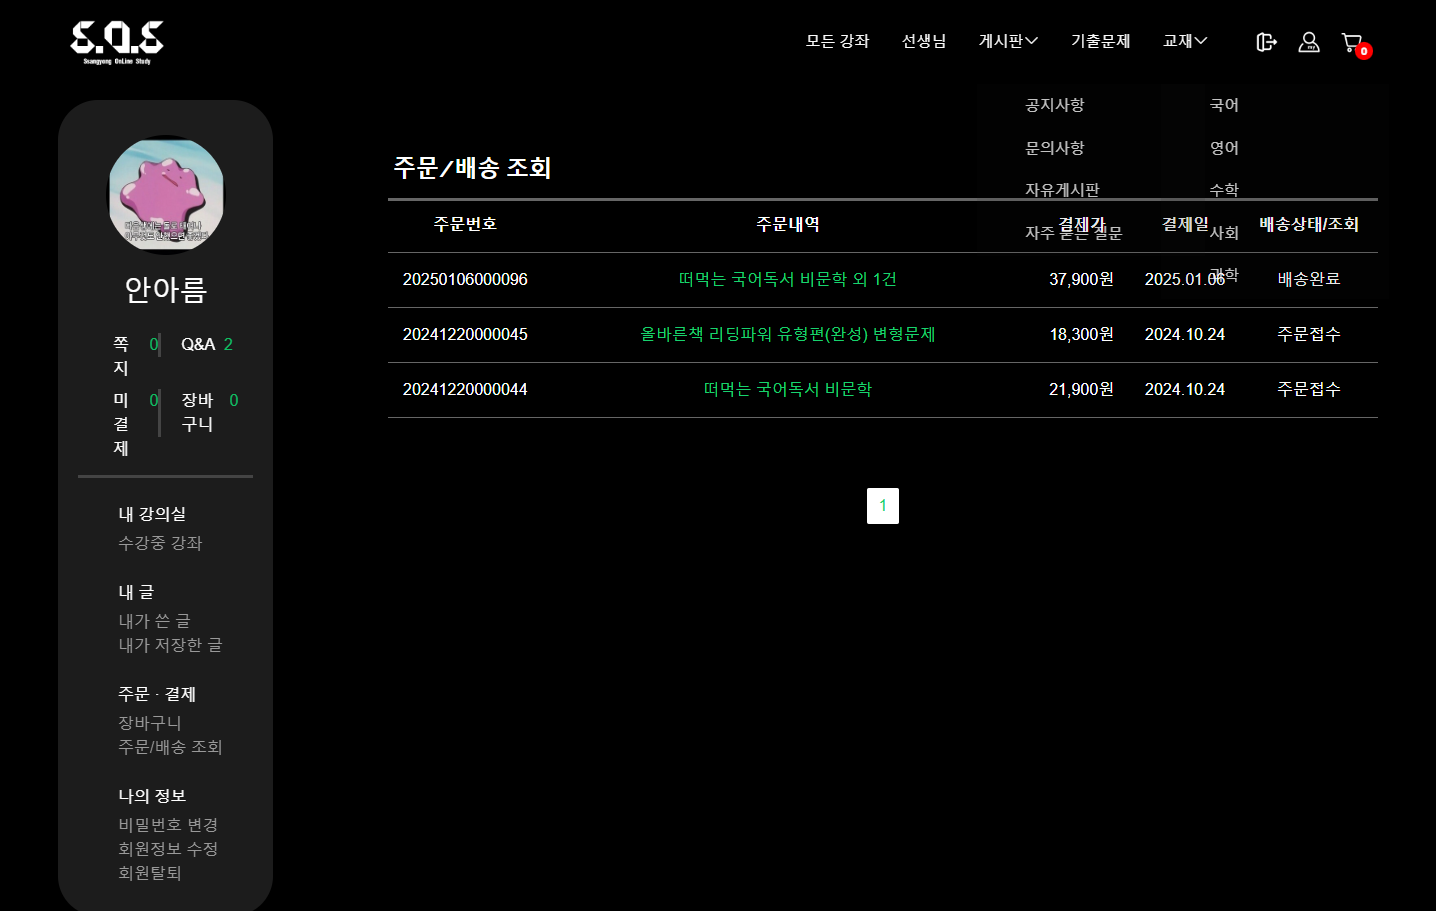 S.O.S
Ssangyong OnLine Study
모든 강좌 선생님 게시판 기출문제 교재
my 0
공지사항 국어
문의사항 영어
자유게시판 수학
자주 묻는 질문 사회
과학
안아름
쪽지 0 Q&A 2
미결제 0 장바구니 0
내 강의실
수강중 강좌
내 글
내가 쓴 글
내가 저장한 글
주문 · 결제
장바구니
주문/배송 조회
나의 정보
비밀번호 변경
회원정보 수정
회원탈퇴
주문/배송 조회
주문번호 주문내역 결제가 결제일 배송상태/조회
20250106000096 떠먹는 국어독서 비문학 외 1건 37,900원 2025.01.06 배송완료
20241220000045 올바른책 리딩파워 유형편(완성) 변형문제 18,300원 2024.10.24 주문접수
20241220000044 떠먹는 국어독서 비문학 21,900원 2024.10.24 주문접수
1